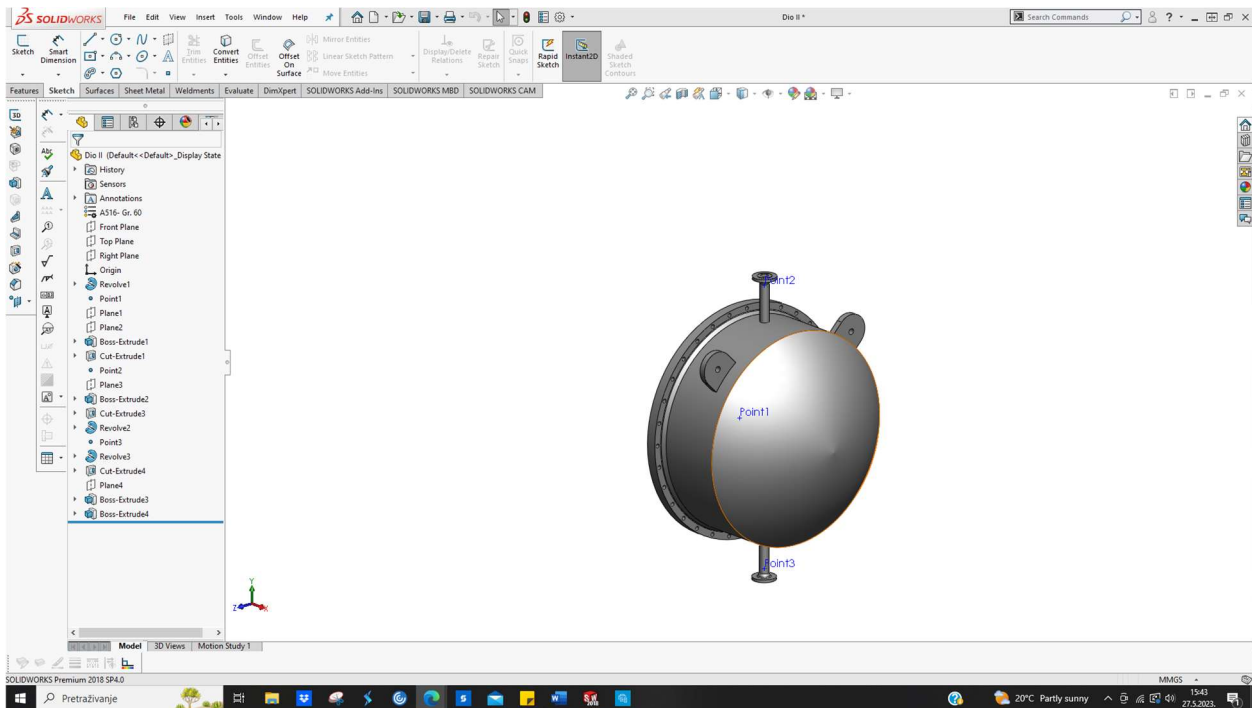 SOLIDWORKS File Edit View Insert Tools Window Help Dio II * Search Commands
Sketch Smart Dimension Trim Entities Convert Entities Offset Entities Offset On Surface Mirror Entities Linear Sketch Pattern Move Entities Display/Delete Relations Repair Sketch Quick Snaps Rapid Sketch Instant2D Shaded Sketch Contours
Features Sketch Surfaces Sheet Metal Weldments Evaluate DimXpert SOLIDWORKS Add-Ins SOLIDWORKS MBD SOLIDWORKS CAM
Dio II (Default<<Default>_Display State
History
Sensors
Annotations
A516- Gr. 60
Front Plane
Top Plane
Right Plane
Origin
Revolve1
Point1
Plane1
Plane2
Boss-Extrude1
Cut-Extrude1
Point2
Plane3
Boss-Extrude2
Cut-Extrude3
Revolve2
Point3
Revolve3
Cut-Extrude4
Plane4
Boss-Extrude3
Boss-Extrude4
Point2
Point1
Point3
Y
Z X
Model 3D Views Motion Study 1
SOLIDWORKS Premium 2018 SP4.0 MMGS
Pretraživanje 20°C Partly sunny 15:43
27.5.2023.